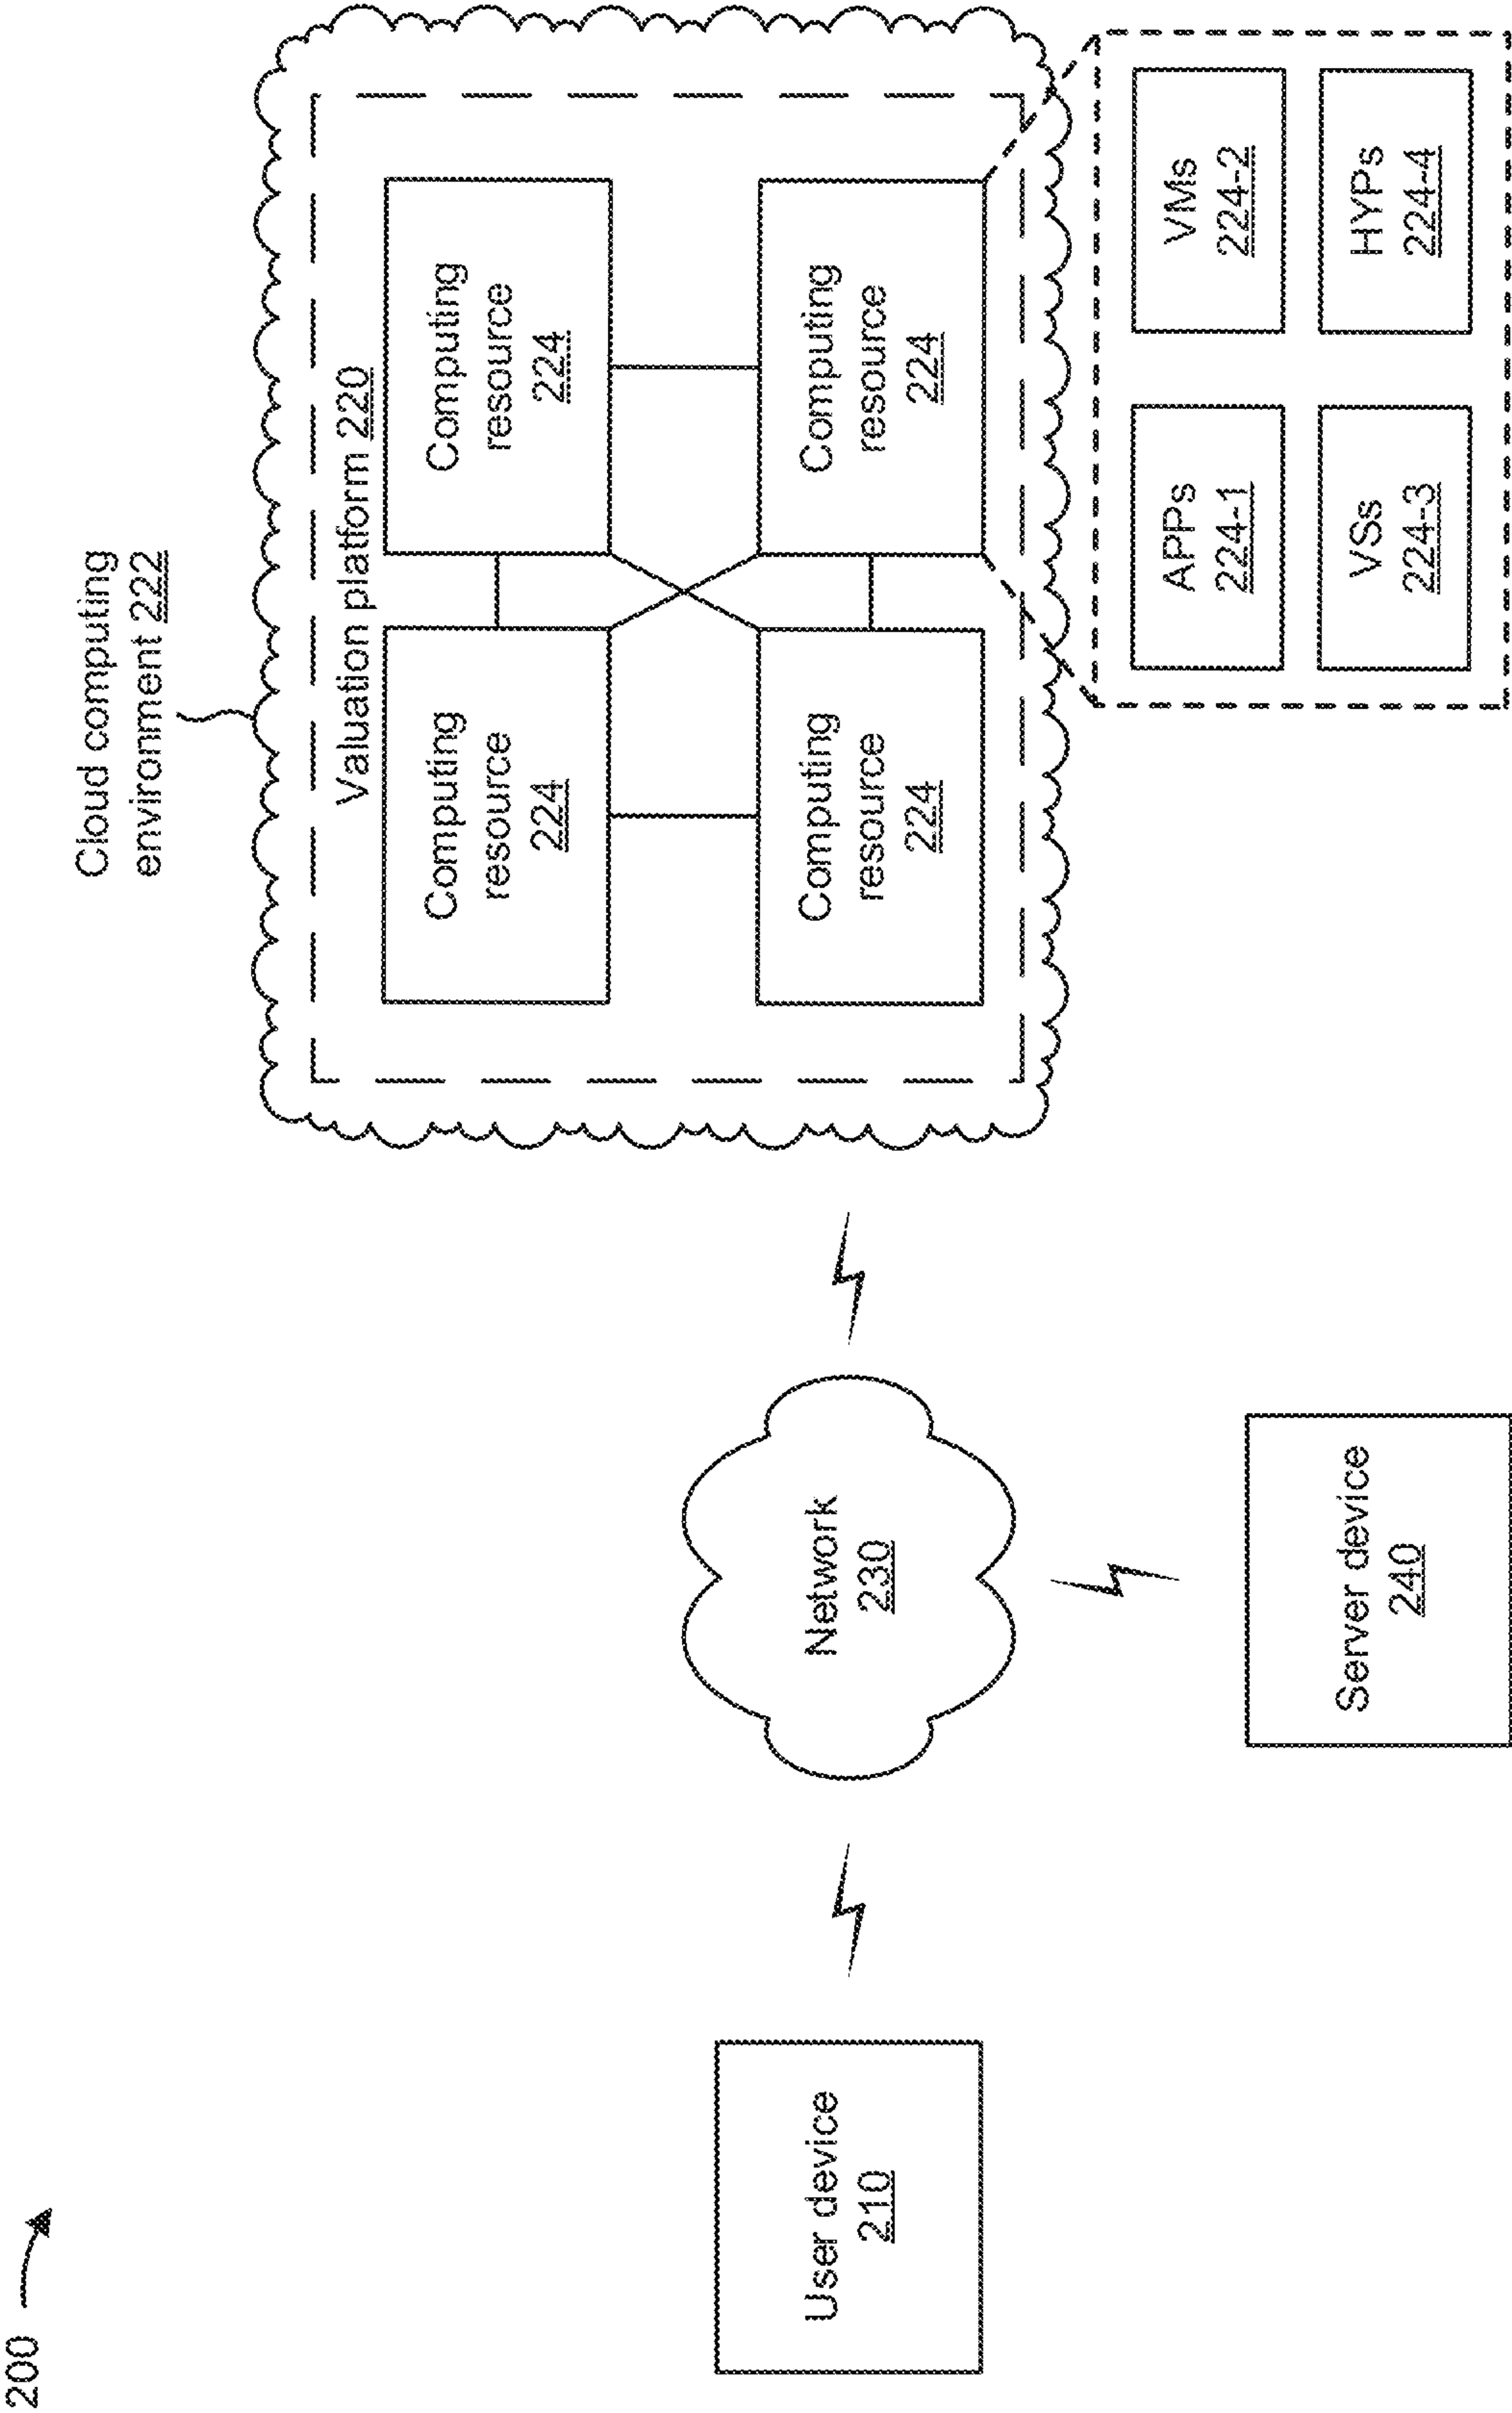 200
Cloud computing
environment 222
Valuation platform 220
Computing
resource
224
Computing
resource
224
Computing
resource
224
Computing
resource
224
APPs
224-1
VMs
224-2
VSs
224-3
HYPs
224-4
User device
210
Network
230
Server device
240